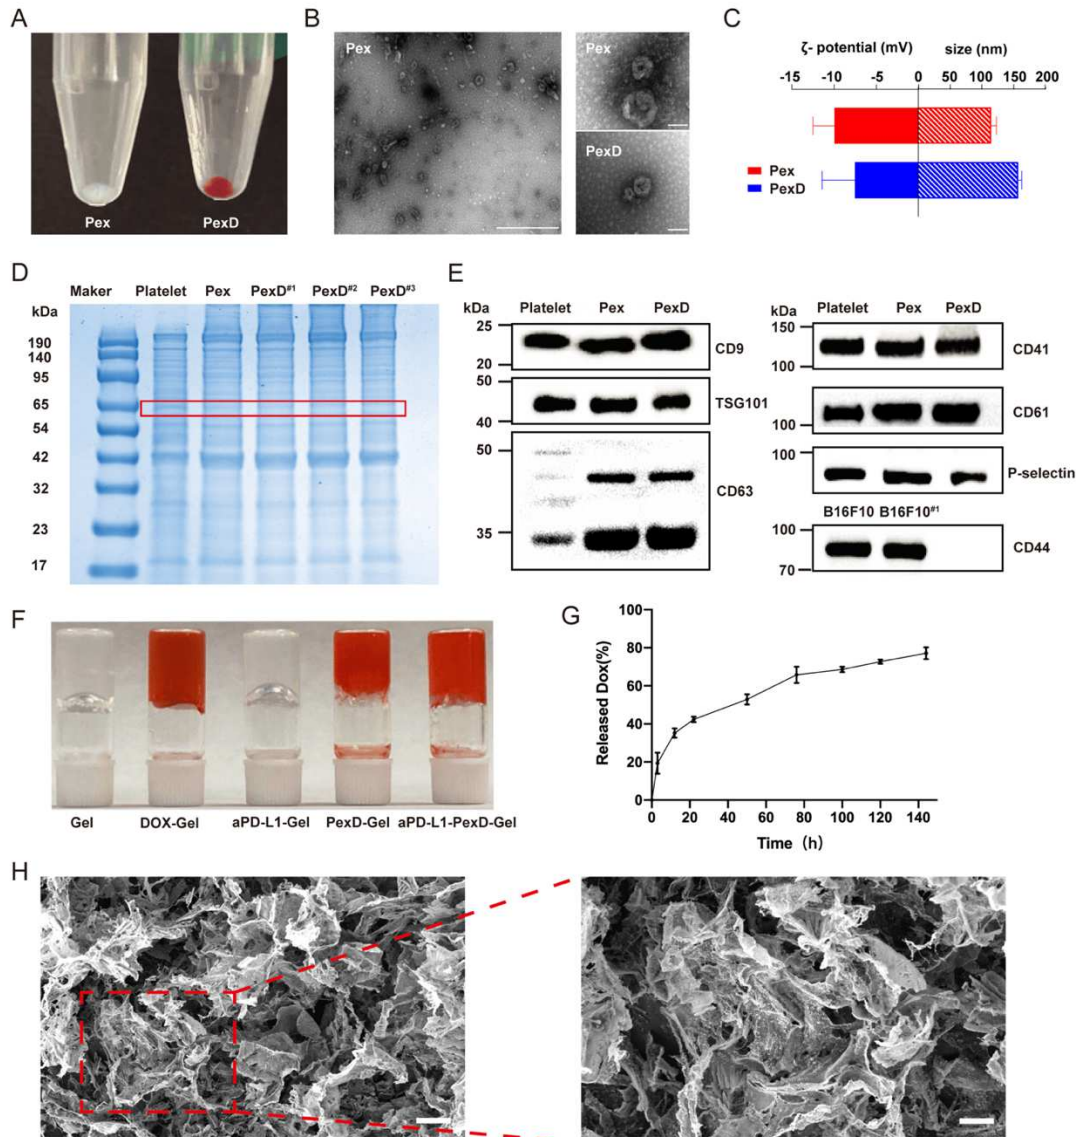 A
Pex
PexD
B
Pex
Pex
PexD
C
ζ- potential (mV) size (nm)
-15 -10 -5 0 50 100 150 200
Pex
PexD
D
Maker Platelet Pex PexD#1 PexD#2 PexD#3
kDa
190
140
95
65
54
42
32
23
17
E
kDa Platelet Pex PexD
25
20
CD9
50
40
TSG101
50
35
CD63
kDa Platelet Pex PexD
150
100
CD41
100
CD61
100
P-selectin
B16F10 B16F10#1
100
70
CD44
F
Gel DOX-Gel aPD-L1-Gel PexD-Gel aPD-L1-PexD-Gel
G
Released Dox(%)
100
80
60
40
20
0
0 20 40 60 80 100 120 140
Time (h)
H